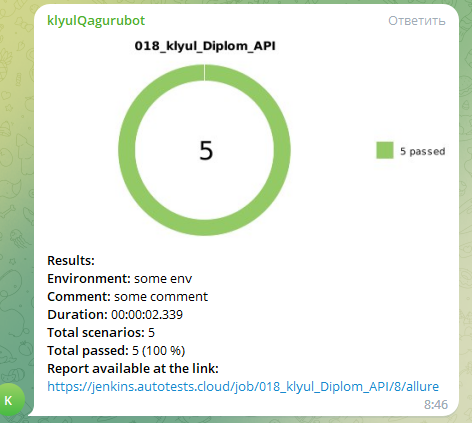 klyulQagurubot Ответить
018_klyul_Diplom_API
5
5 passed
Results:
Environment: some env
Comment: some comment
Duration: 00:00:02.339
Total scenarios: 5
Total passed: 5 (100 %)
Report available at the link:
https://jenkins.autotests.cloud/job/018_klyul_Diplom_API/8/allure
K
8:46